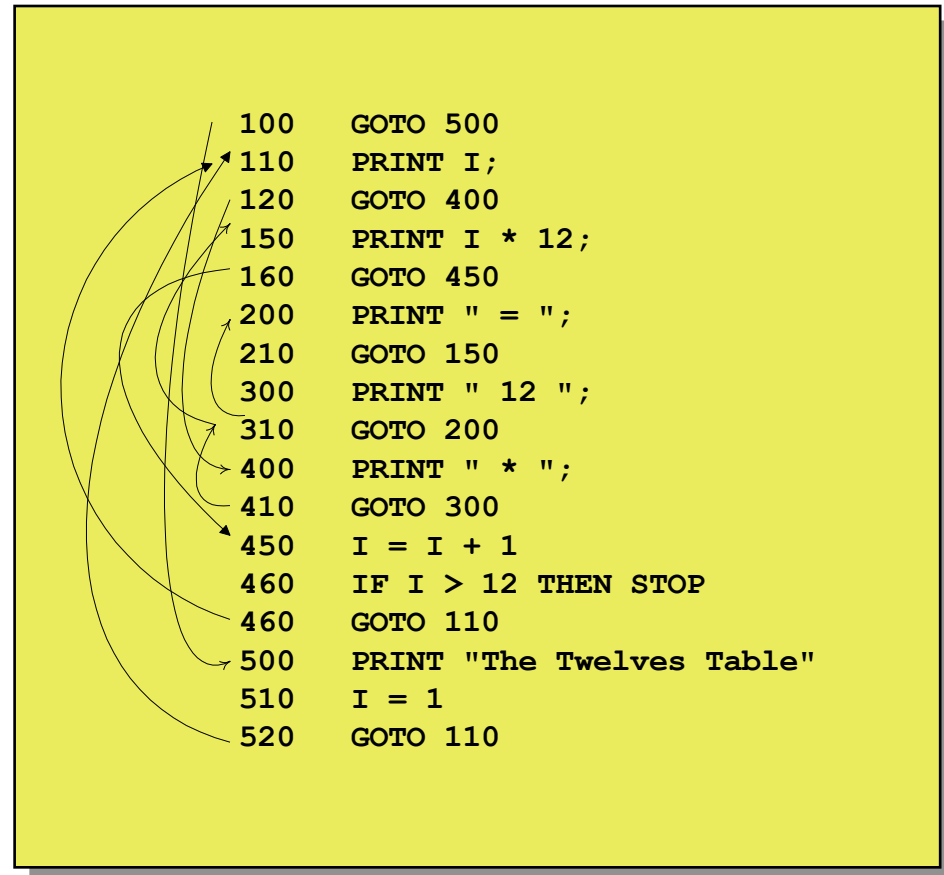 100 GOTO 500
110 PRINT I;
120 GOTO 400
150 PRINT I * 12;
160 GOTO 450
200 PRINT " = ";
210 GOTO 150
300 PRINT " 12 ";
310 GOTO 200
400 PRINT " * ";
410 GOTO 300
450 I = I + 1
460 IF I > 12 THEN STOP
460 GOTO 110
500 PRINT "The Twelves Table"
510 I = 1
520 GOTO 110